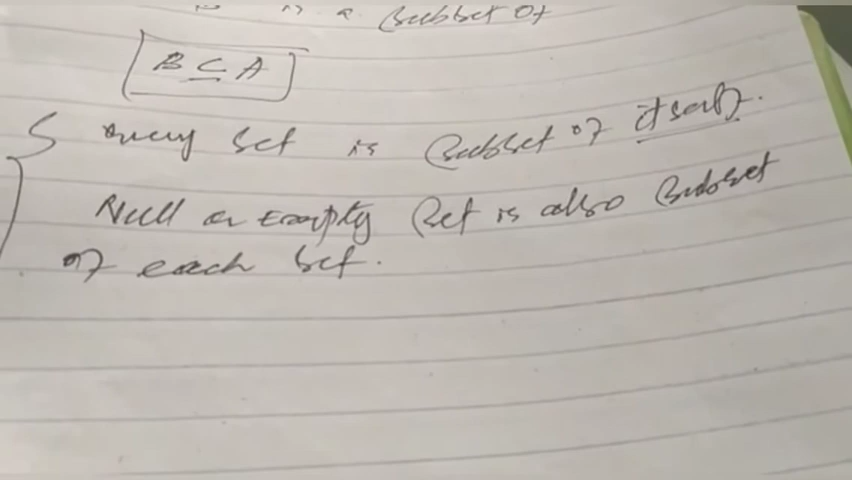 is a subset of
B ⊆ A
every set is subset of itself.
Null or Empty set is also subset
of each set.